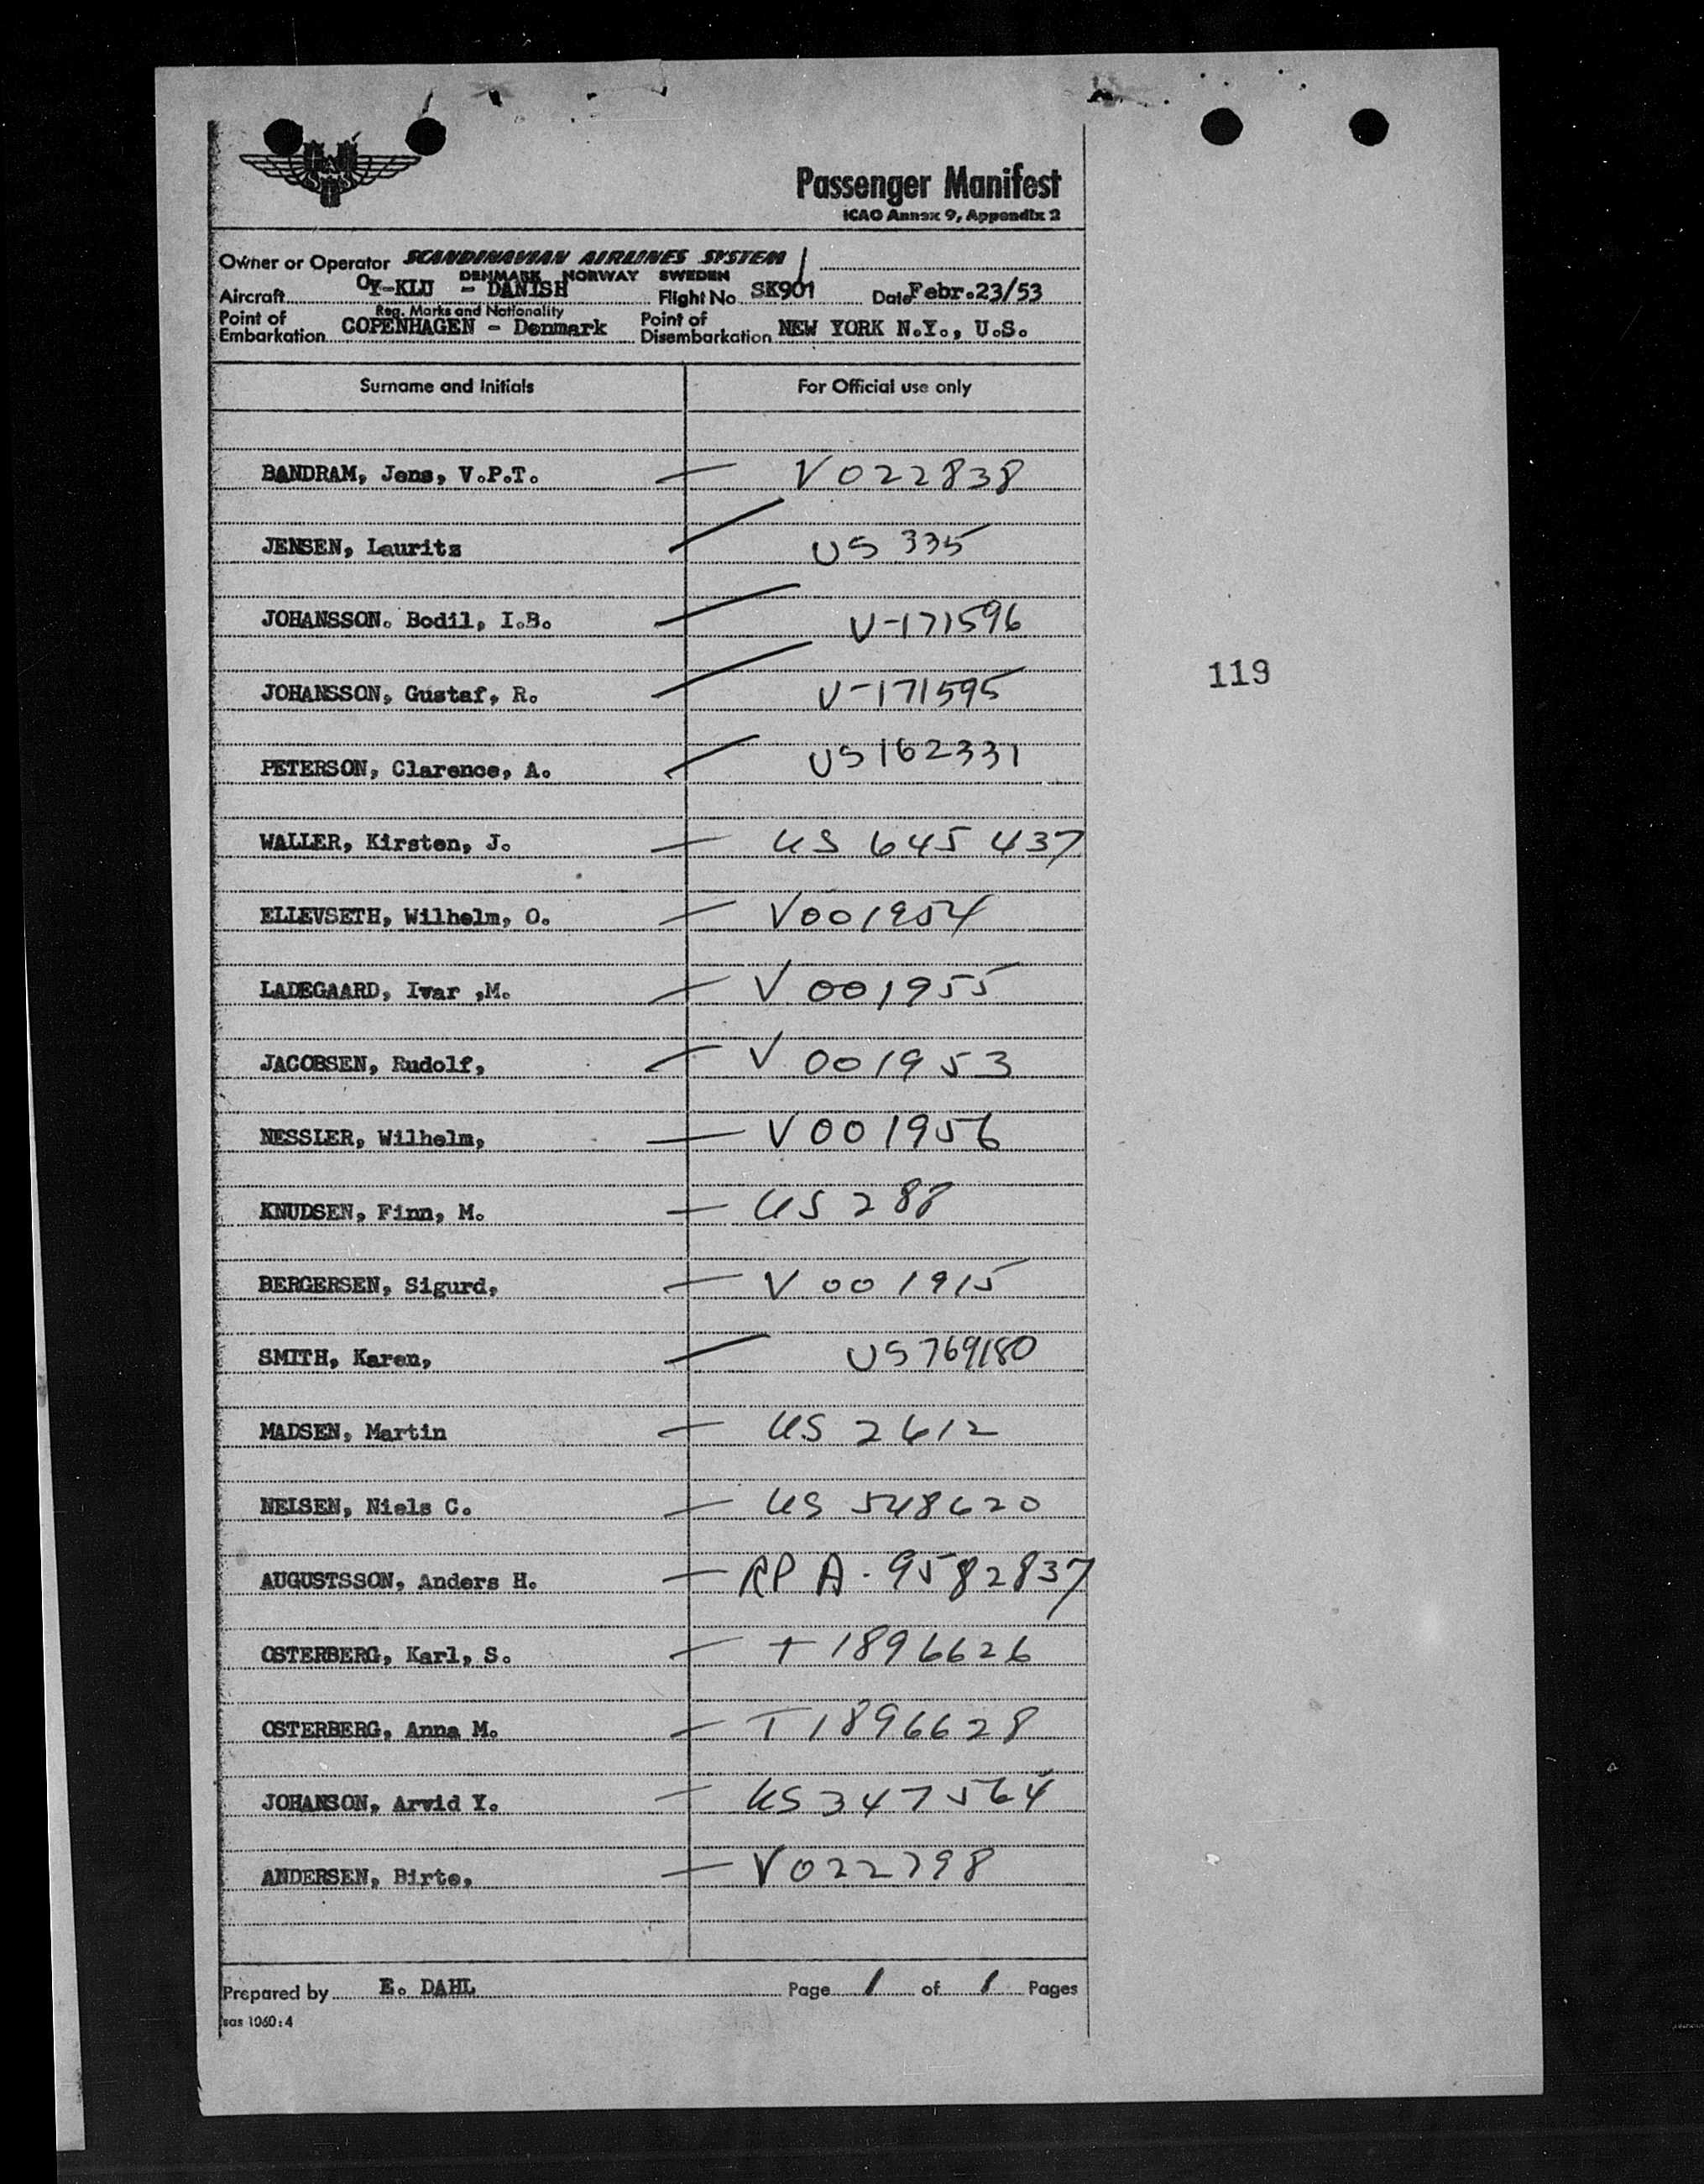 Passenger Manifest
ICAO Annex 9, Appendix 2
Owner or Operator SCANDINAVIAN AIRLINES SYSTEM
DENMARK NORWAY SWEDEN
Aircraft OY-KLU - DANISH Flight No SK901 Date Febr.23/53
Reg. Marks and Nationality
Point of Embarkation COPENHAGEN - Denmark Point of Disembarkation NEW YORK N.Y., U.S.
Surname and Initials For Official use only
BANDRAM, Jens, V.P.T. — V022838
JENSEN, Lauritz US 335
JOHANSSON. Bodil, I.B. V-171596
JOHANSSON, Gustaf, R. V-171595
119
PETERSON, Clarence, A. US162331
WALLER, Kirsten, J. — US 645 437
ELLEVSETH, Wilhelm, O. — V001954
LADEGAARD, Ivar ,M. — V 001955
JACOBSEN, Rudolf, — V 001953
NESSLER, Wilhelm, — V001956
KNUDSEN, Finn, M. — US 288
BERGERSEN, Sigurd, — V 001915
SMITH, Karen, US769180
MADSEN, Martin — US 2612
NELSEN, Niels C. — US 548620
AUGUSTSSON, Anders H. — RP A. 9582837
OSTERBERG, Karl, S. — T 1896626
OSTERBERG, Anna M. — T1896628
JOHANSON, Arvid Y. — US347564
ANDERSEN, Birte, — V022798
Prepared by E. DAHL Page 1 of 1 Pages
sas 1060:4